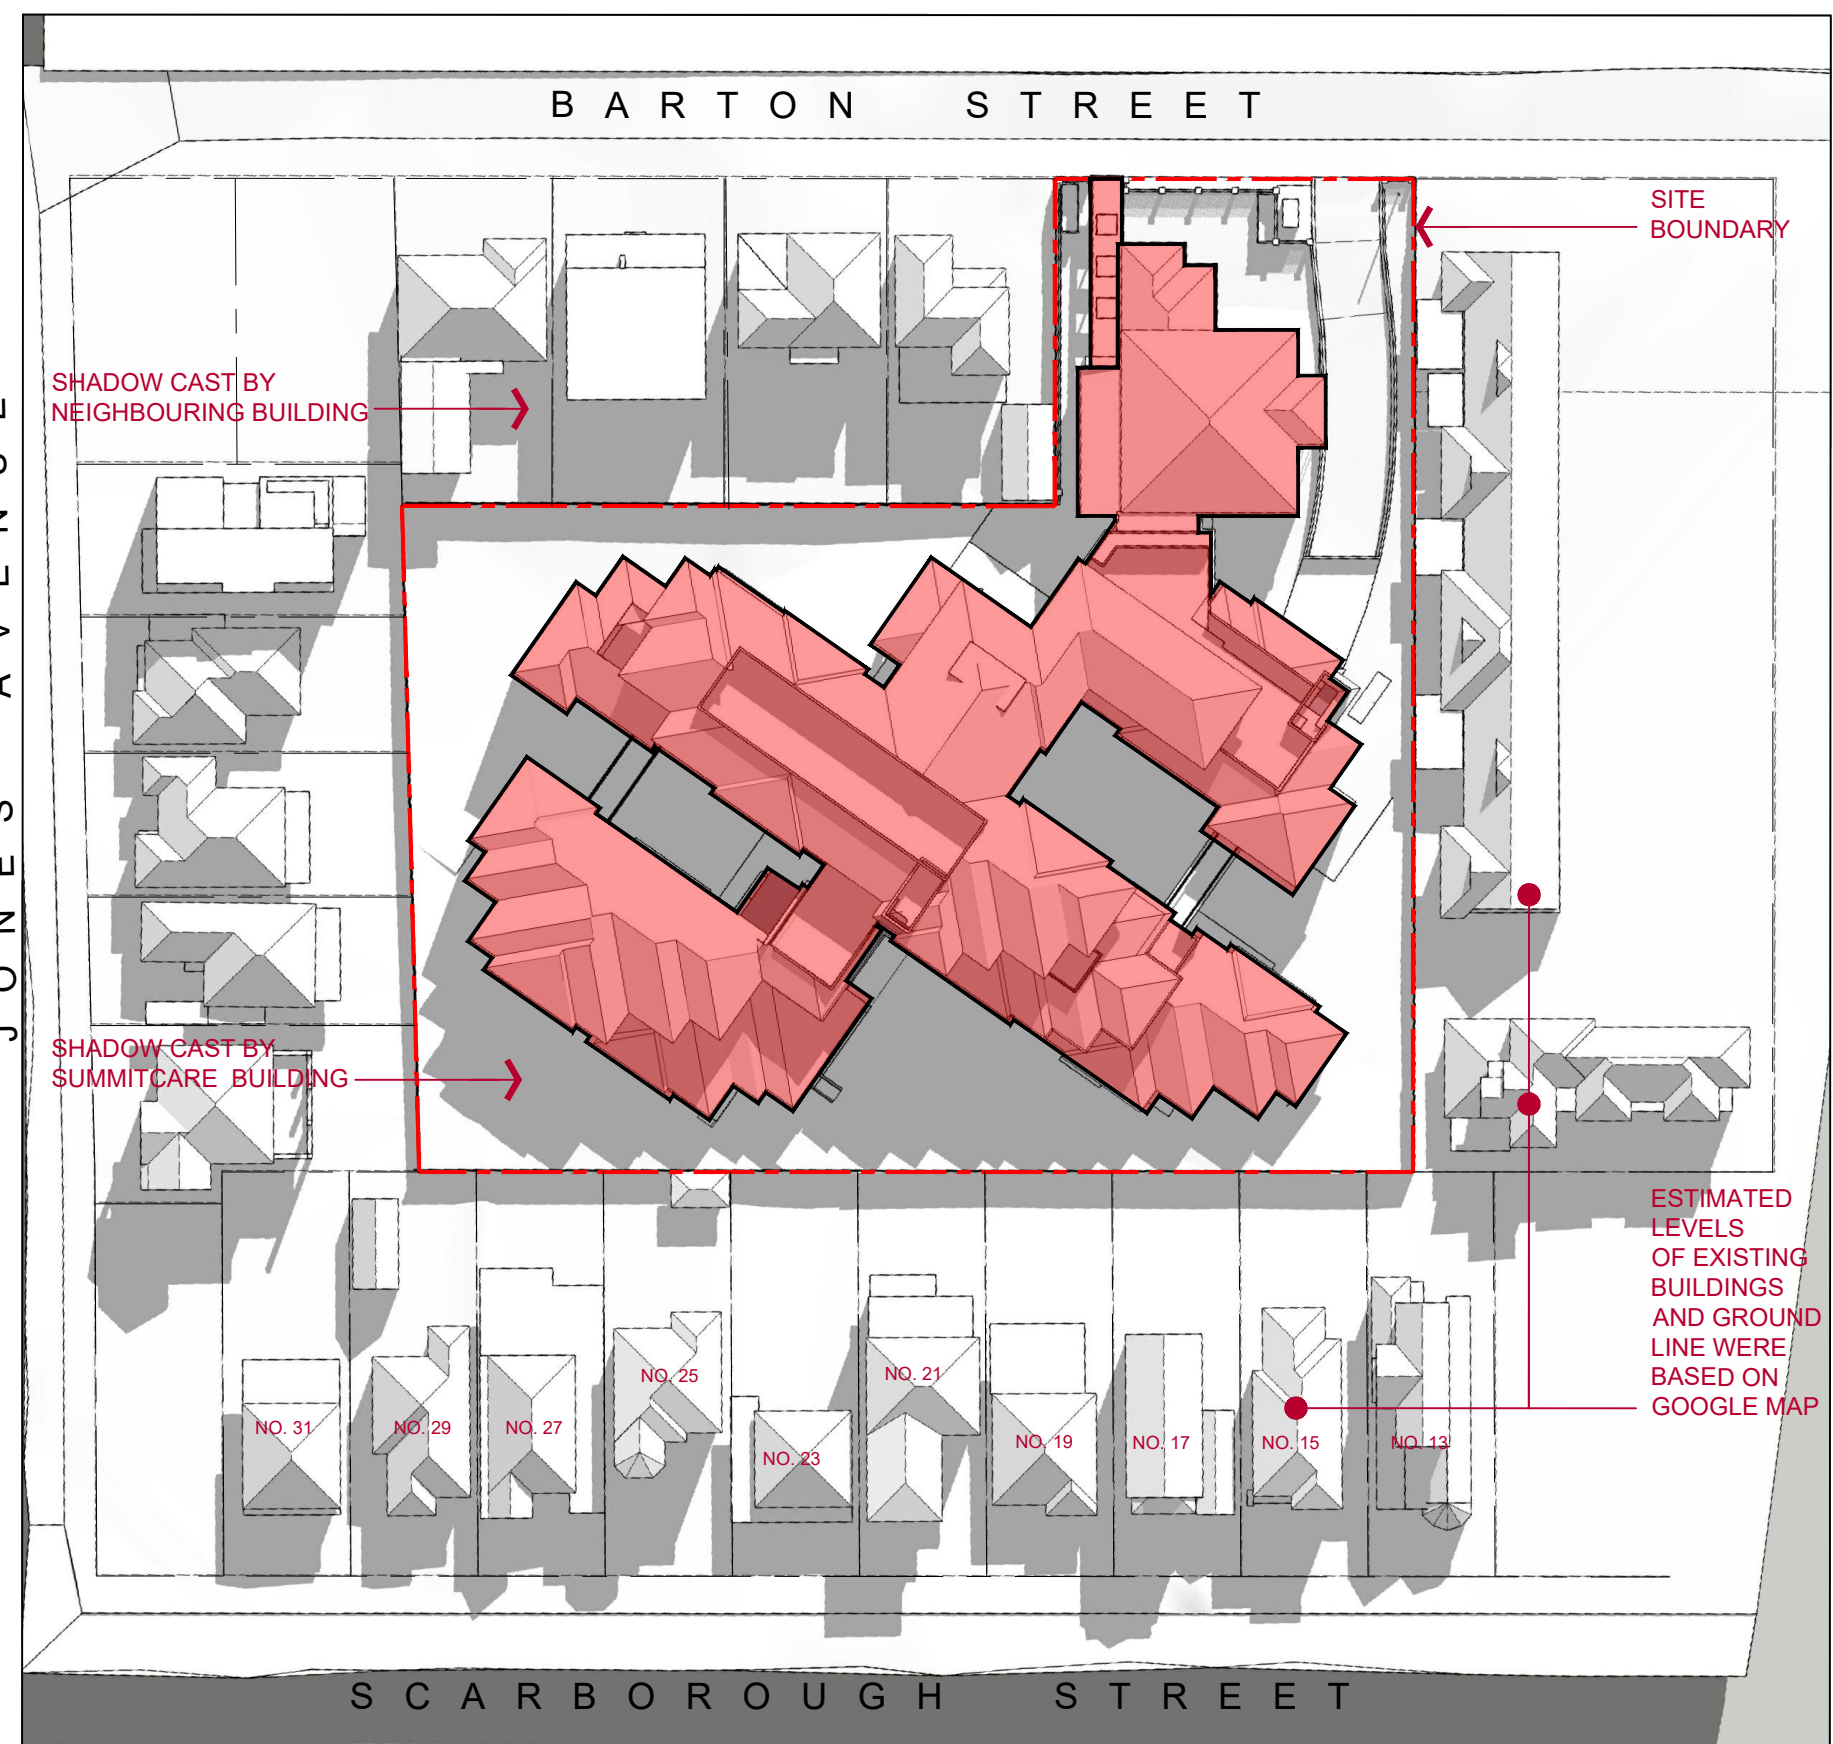 BARTON STREET
SITE
BOUNDARY
SHADOW CAST BY
NEIGHBOURING BUILDING
JONES AVENUE
SHADOW CAST BY
SUMMITCARE BUILDING
ESTIMATED
LEVELS
OF EXISTING
BUILDINGS
AND GROUND
LINE WERE
BASED ON
GOOGLE MAP
NO. 31
NO. 29
NO. 27
NO. 25
NO. 23
NO. 21
NO. 19
NO. 17
NO. 15
NO. 13
SCARBOROUGH STREET